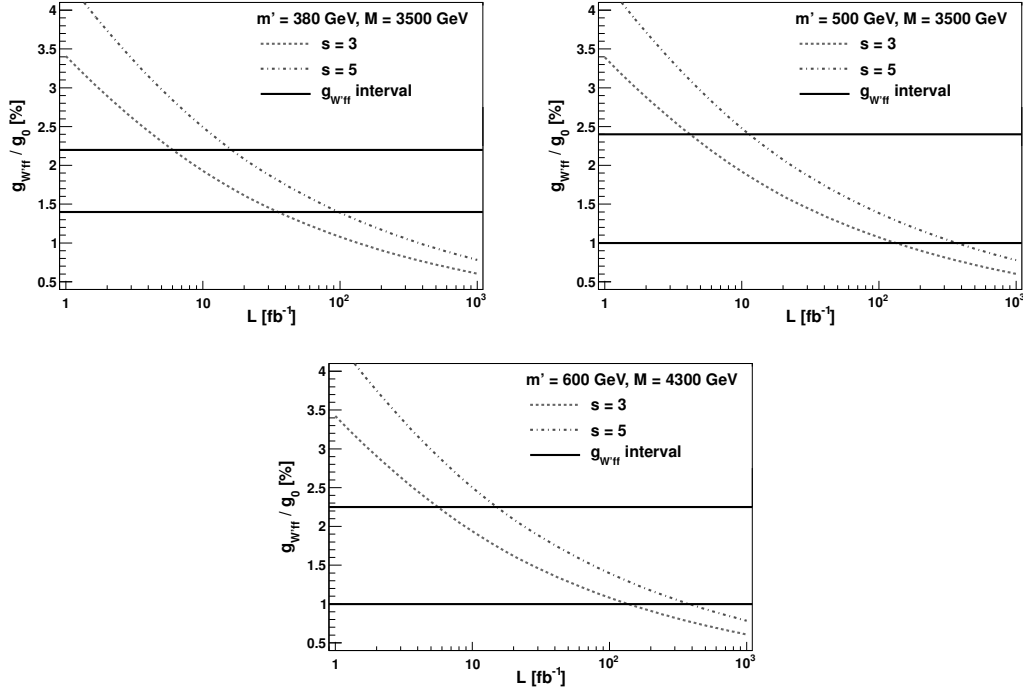 m' = 380 GeV, M = 3500 GeV
s = 3
s = 5
g_W'ff interval
g_W'ff / g_0 [%]
4
3.5
3
2.5
2
1.5
1
0.5
1
10
10^2
10^3
L [fb^-1]
m' = 500 GeV, M = 3500 GeV
s = 3
s = 5
g_W'ff interval
g_W'ff / g_0 [%]
4
3.5
3
2.5
2
1.5
1
0.5
1
10
10^2
10^3
L [fb^-1]
m' = 600 GeV, M = 4300 GeV
s = 3
s = 5
g_W'ff interval
g_W'ff / g_0 [%]
4
3.5
3
2.5
2
1.5
1
0.5
1
10
10^2
10^3
L [fb^-1]